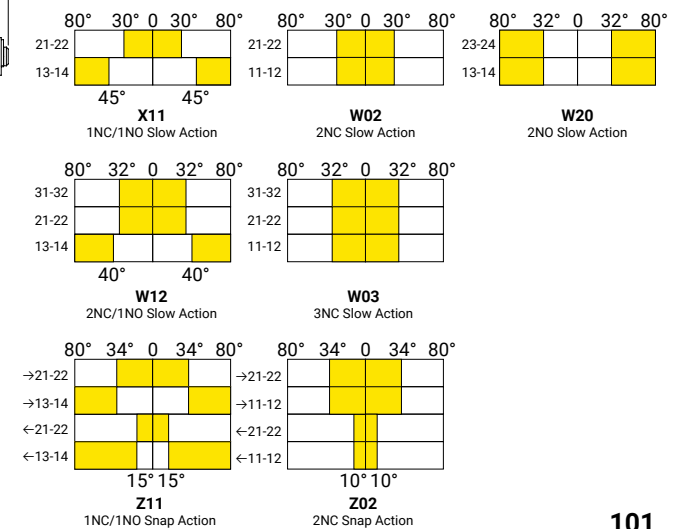 80° 30° 0 30° 80°
21-22
13-14
45° 45°
X11
1NC/1NO Slow Action
80° 30° 0 30° 80°
21-22
11-12
W02
2NC Slow Action
80° 32° 0 32° 80°
23-24
13-14
W20
2NO Slow Action
80° 32° 0 32° 80°
31-32
21-22
13-14
40° 40°
W12
2NC/1NO Slow Action
80° 32° 0 32° 80°
31-32
21-22
11-12
W03
3NC Slow Action
80° 34° 0 34° 80°
→21-22
→13-14
←21-22
←13-14
15° 15°
Z11
1NC/1NO Snap Action
80° 34° 0 34° 80°
→21-22
→11-12
←21-22
←11-12
10° 10°
Z02
2NC Snap Action
101